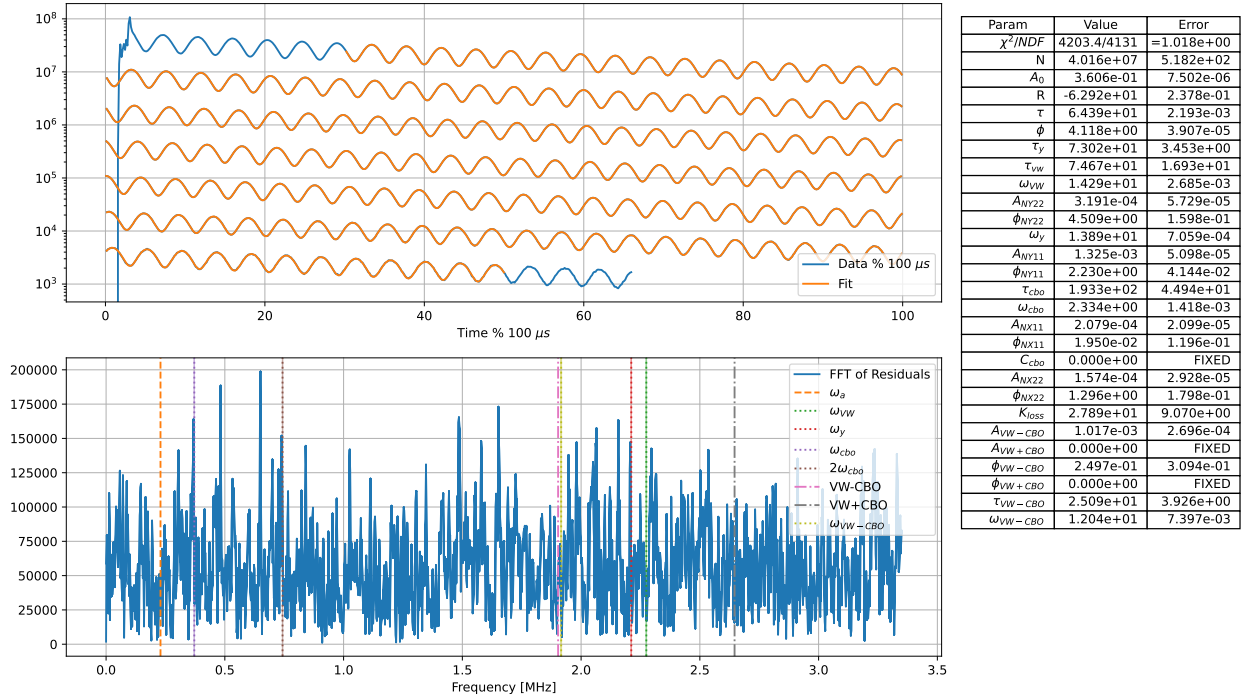 10⁸
10⁷
10⁶
10⁵
10⁴
10³
0 20 40 60 80 100
Time % 100 μs
Data % 100 μs
Fit
200000
175000
150000
125000
100000
75000
50000
25000
0
0.0 0.5 1.0 1.5 2.0 2.5 3.0 3.5
Frequency [MHz]
FFT of Residuals
ω_a
ω_VW
ω_y
ω_cbo
2ω_cbo
VW-CBO
VW+CBO
ω_VW−CBO
Param Value Error
χ²/NDF 4203.4/4131 =1.018e+00
N 4.016e+07 5.182e+02
A₀ 3.606e-01 7.502e-06
R -6.292e+01 2.378e-01
τ 6.439e+01 2.193e-03
ϕ 4.118e+00 3.907e-05
τ_y 7.302e+01 3.453e+00
τ_vw 7.467e+01 1.693e+01
ω_VW 1.429e+01 2.685e-03
A_NY22 3.191e-04 5.729e-05
ϕ_NY22 4.509e+00 1.598e-01
ω_y 1.389e+01 7.059e-04
A_NY11 1.325e-03 5.098e-05
ϕ_NY11 2.230e+00 4.144e-02
τ_cbo 1.933e+02 4.494e+01
ω_cbo 2.334e+00 1.418e-03
A_NX11 2.079e-04 2.099e-05
ϕ_NX11 1.950e-02 1.196e-01
C_cbo 0.000e+00 FIXED
A_NX22 1.574e-04 2.928e-05
ϕ_NX22 1.296e+00 1.798e-01
K_loss 2.789e+01 9.070e+00
A_VW−CBO 1.017e-03 2.696e-04
A_VW+CBO 0.000e+00 FIXED
ϕ_VW−CBO 2.497e-01 3.094e-01
ϕ_VW+CBO 0.000e+00 FIXED
τ_VW−CBO 2.509e+01 3.926e+00
ω_VW−CBO 1.204e+01 7.397e-03